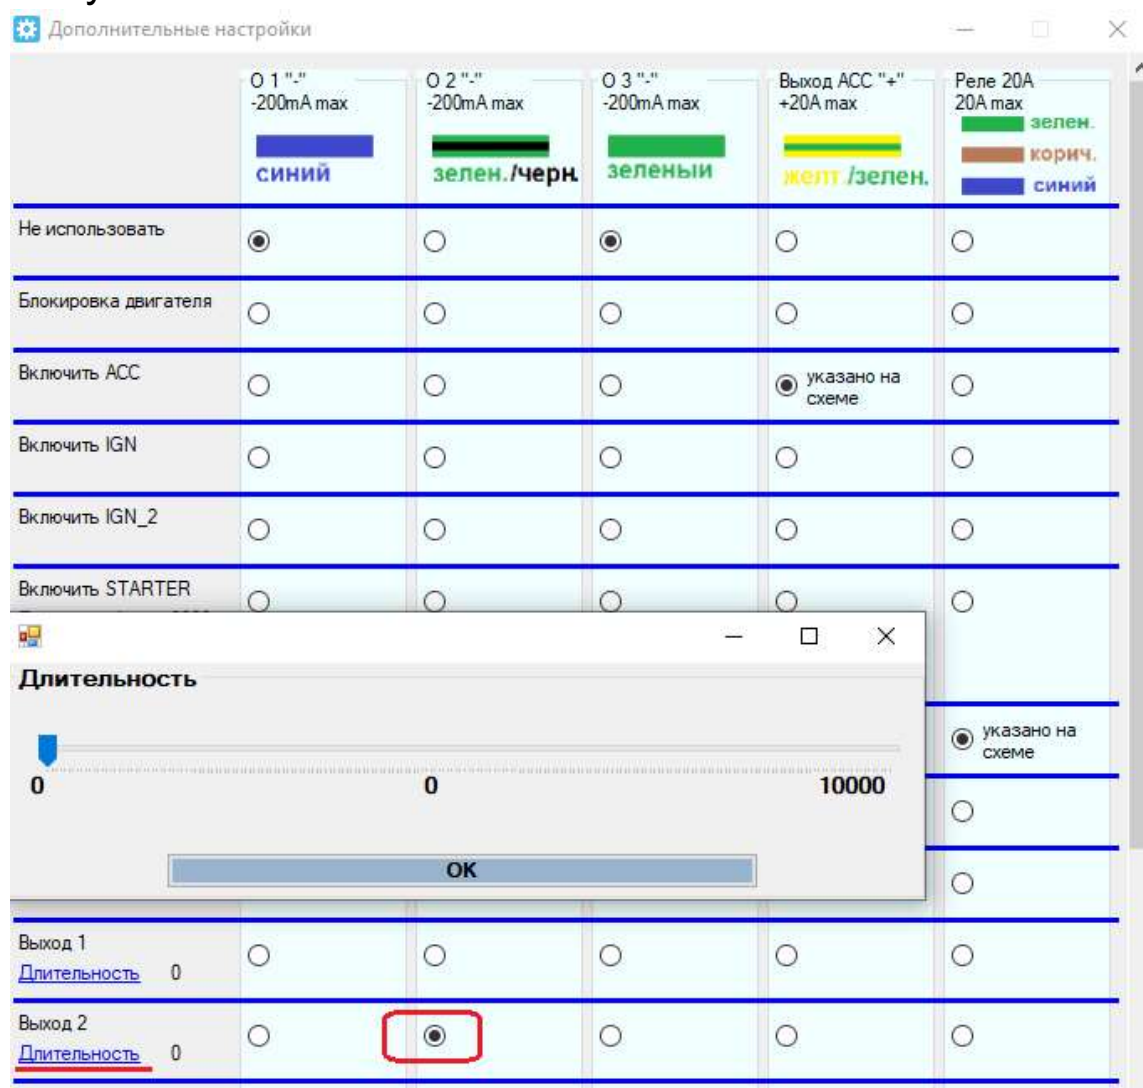 Дополнительные настройки
O 1 "-"
-200mA max
синий
O 2 "-"
-200mA max
зелен./черн.
O 3 "-"
-200mA max
зеленый
Выход ACC "+"
+20A max
желт./зелен.
Реле 20A
20A max
зелен.
корич.
синий
Не использовать
Блокировка двигателя
Включить ACC
указано на
схеме
Включить IGN
Включить IGN_2
Включить STARTER
Длительность
0 0 10000
OK
указано на
схеме
Выход 1
Длительность 0
Выход 2
Длительность 0